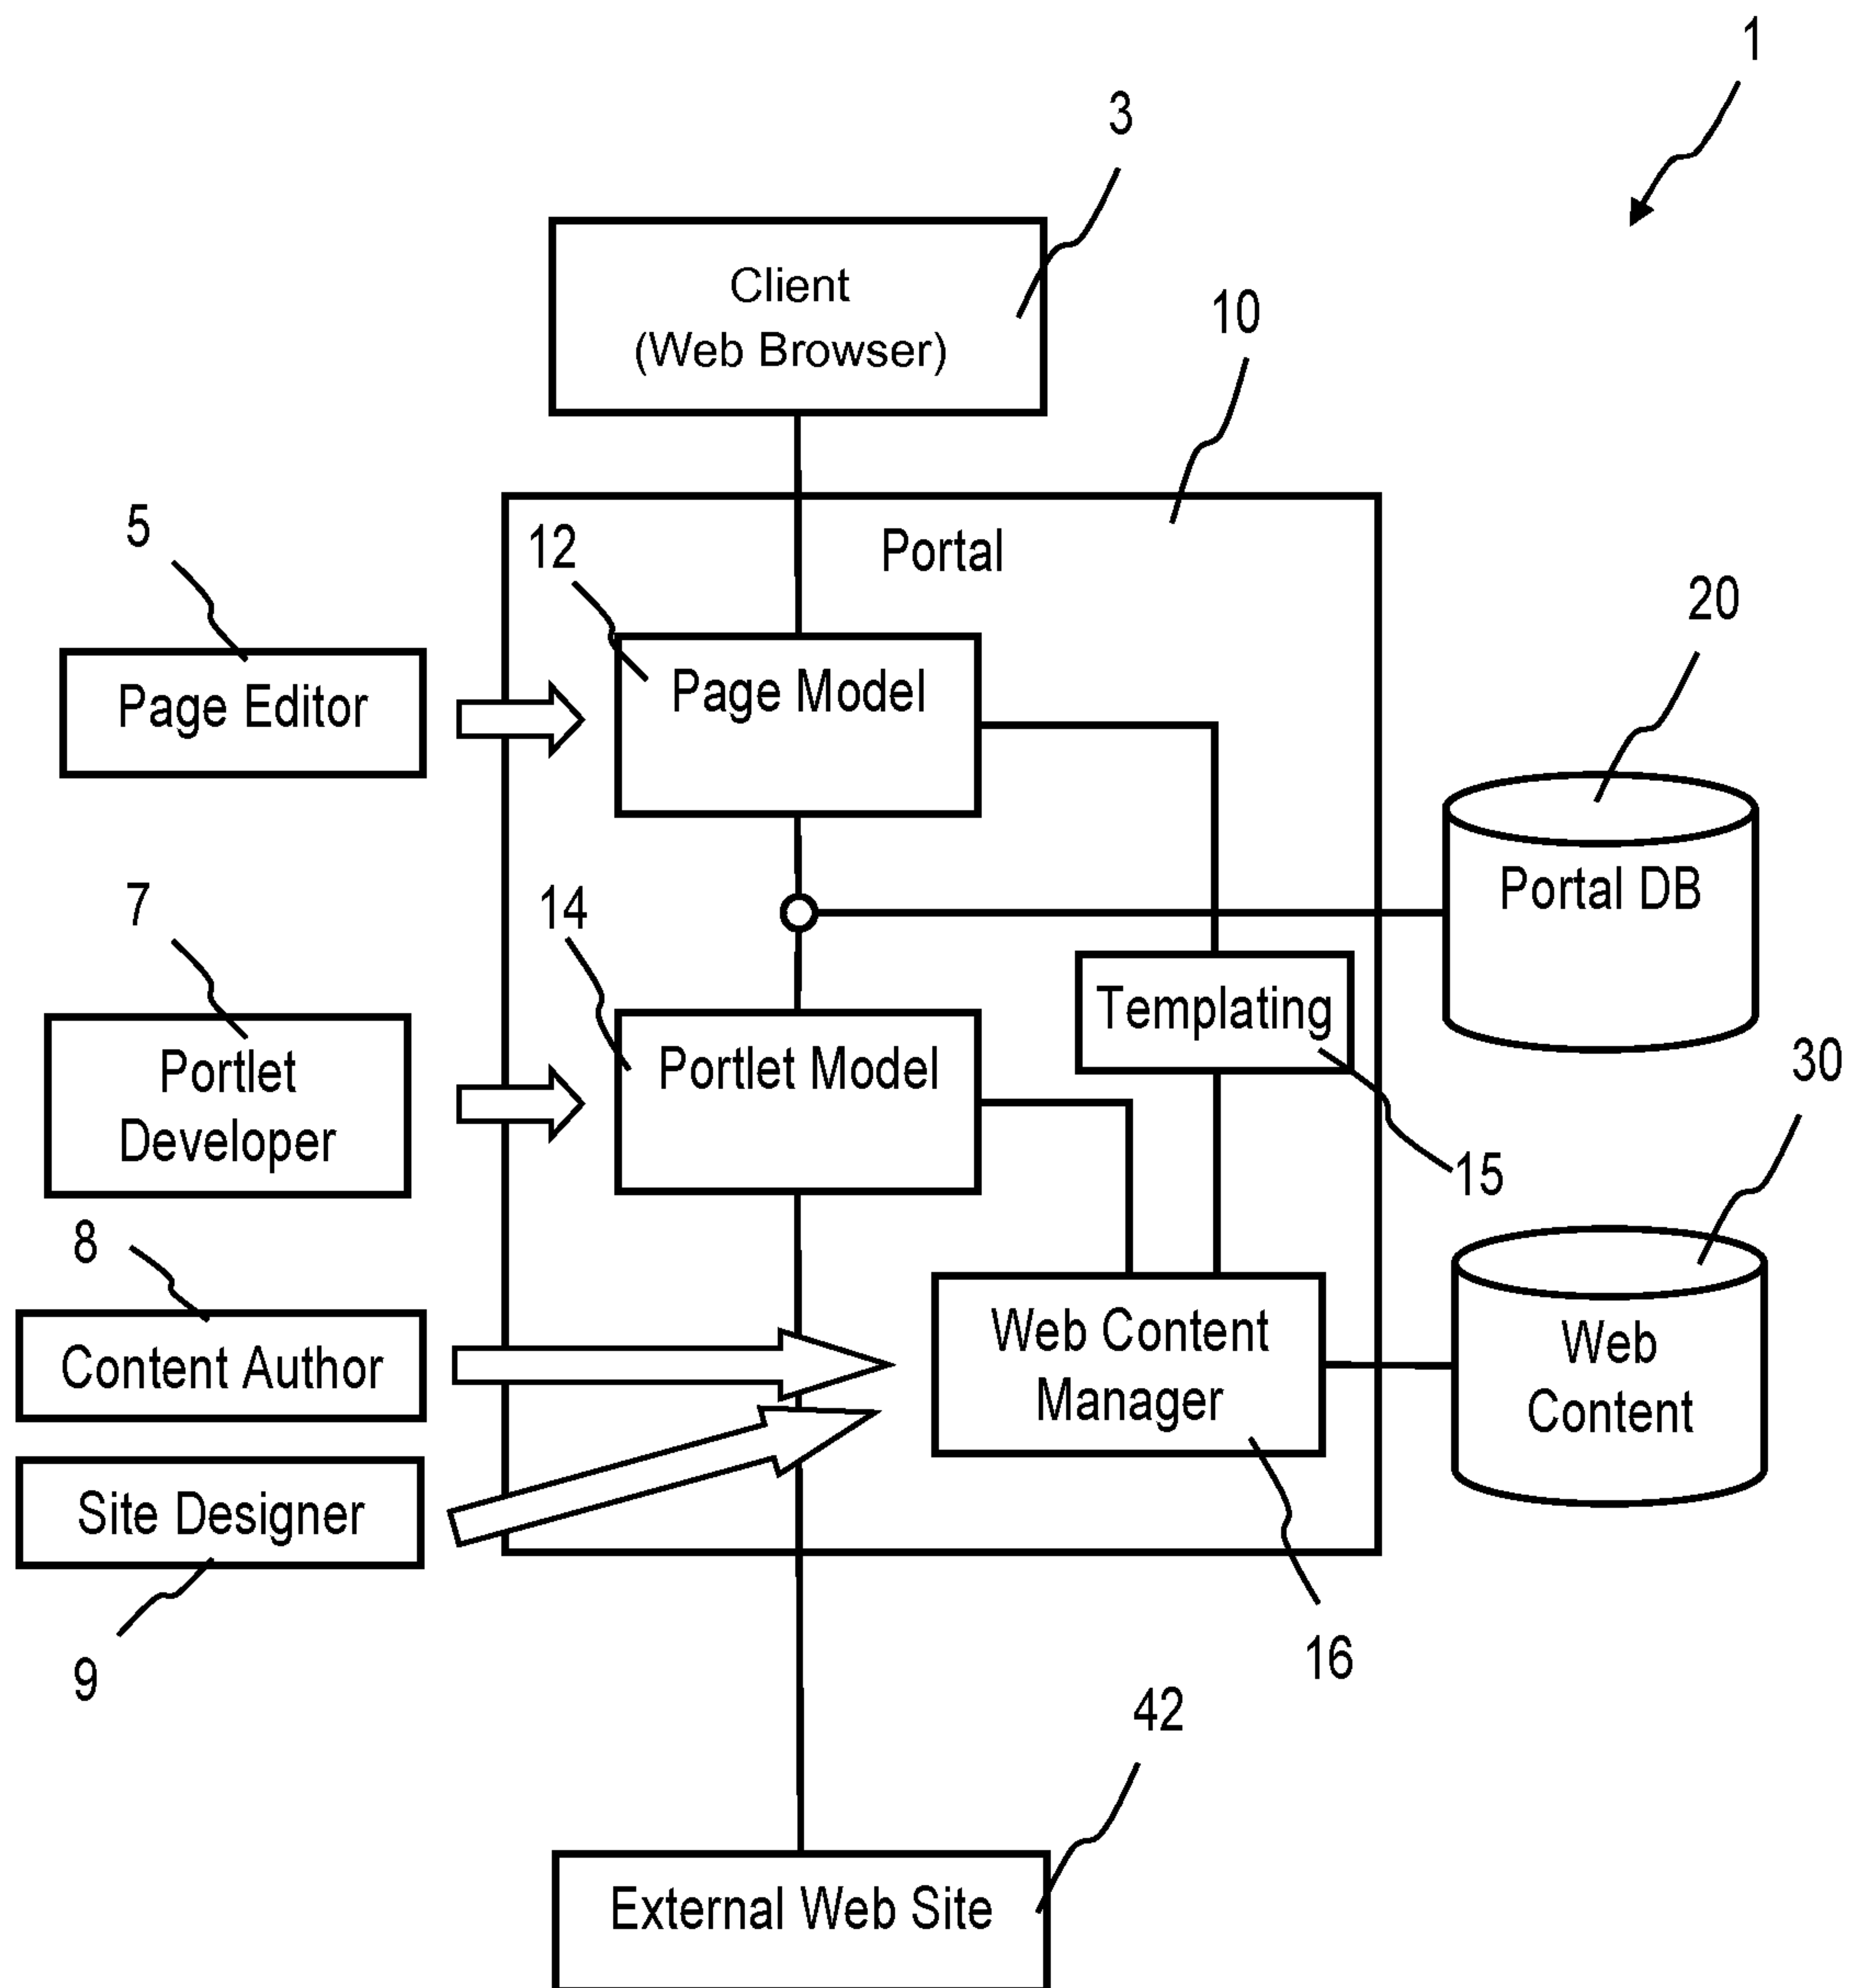 1
3
Client
(Web Browser)
10
5
12
Portal
20
Page Editor
Page Model
7
14
Portal DB
Templating
30
Portlet
Developer
Portlet Model
15
8
Content Author
Web Content
Manager
Web
Content
Site Designer
9
16
42
External Web Site